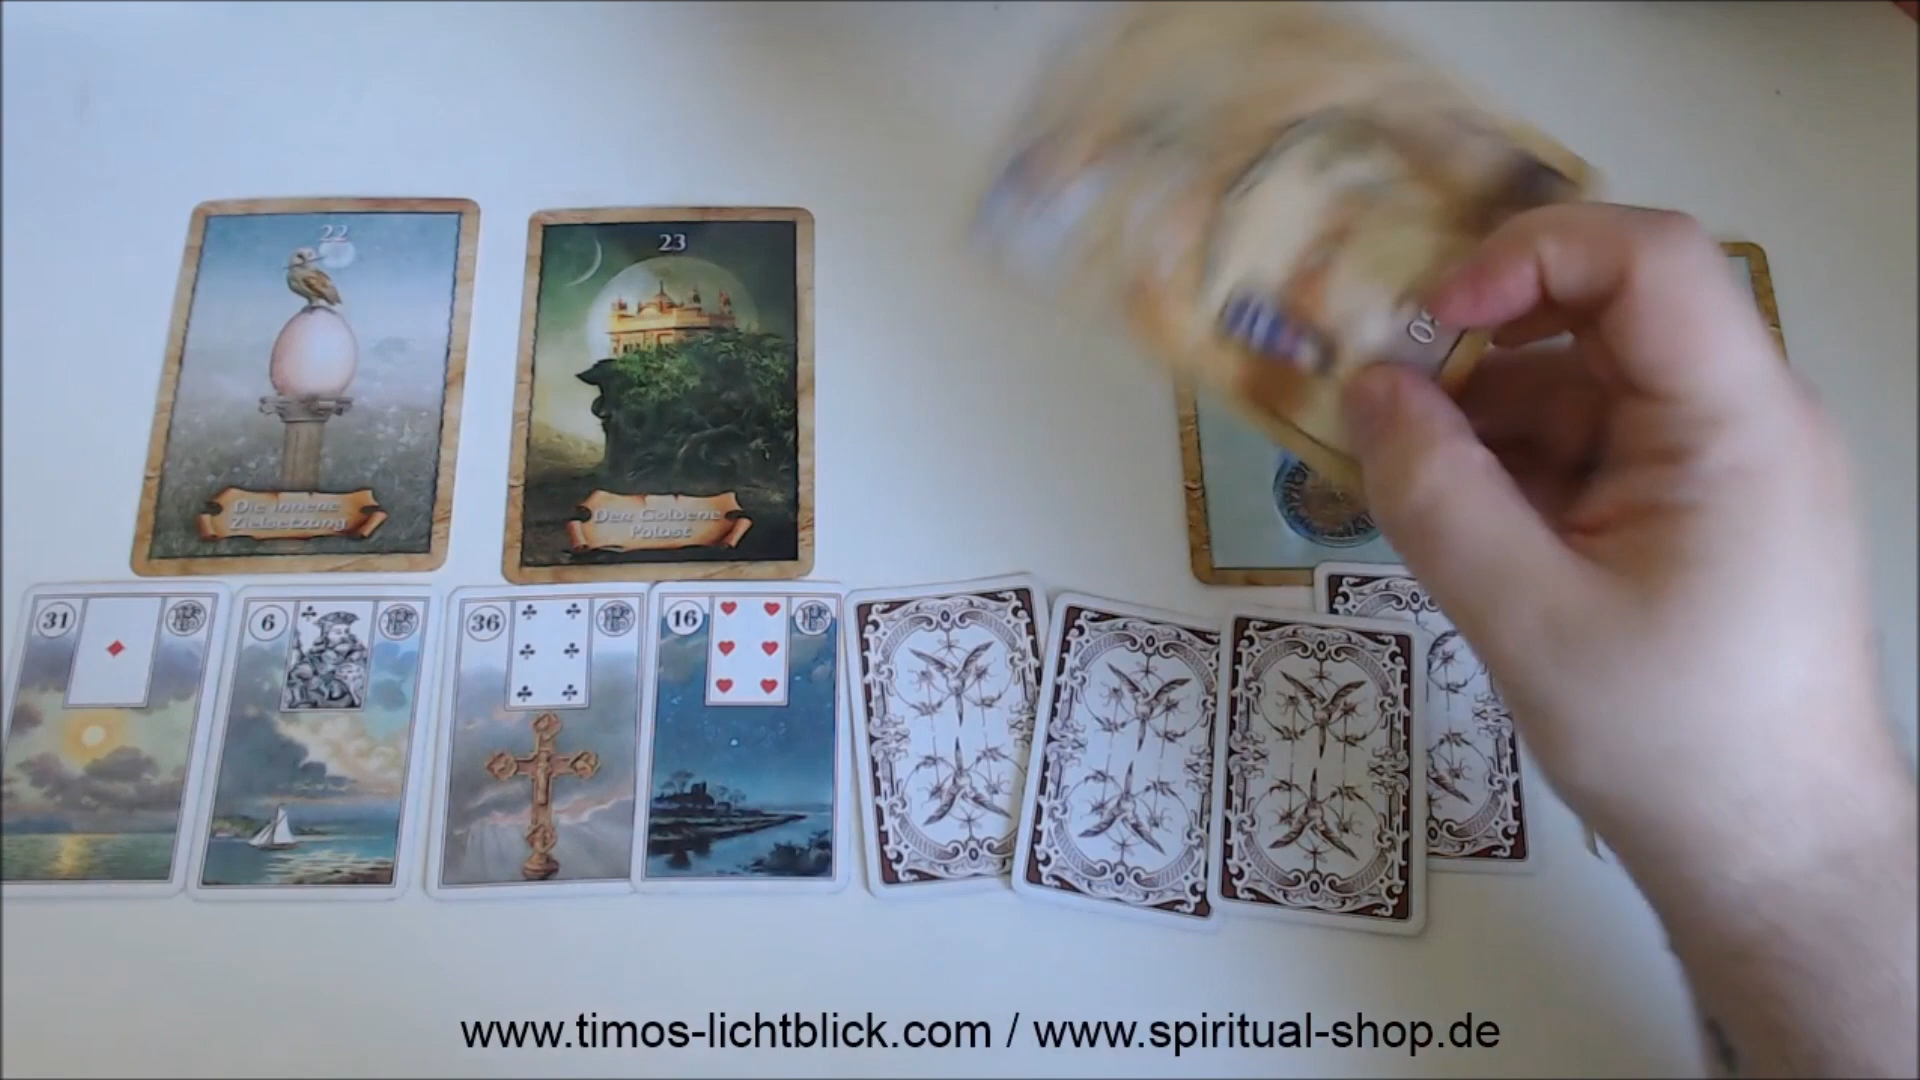 22
Die Innere
Zielsetzung
23
Der Goldene
Palast
31
6
36
16
www.timos-lichtblick.com / www.spiritual-shop.de